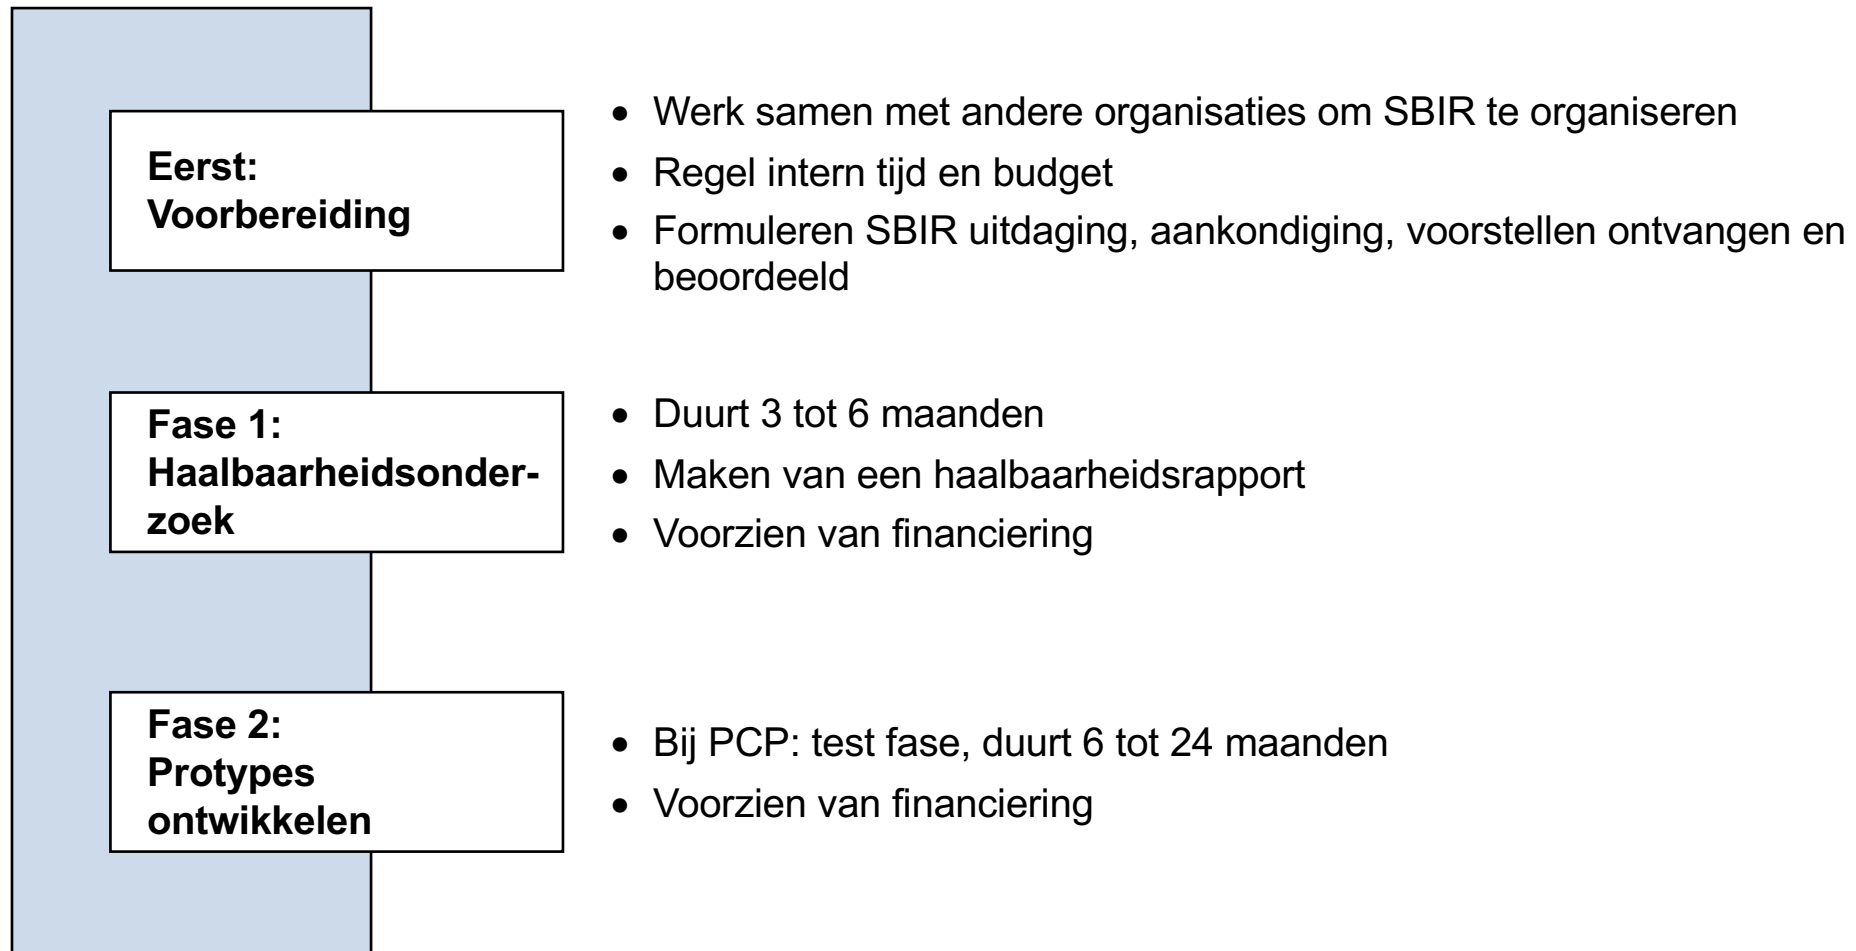 Eerst:
Voorbereiding
• Werk samen met andere organisaties om SBIR te organiseren
• Regel intern tijd en budget
• Formuleren SBIR uitdaging, aankondiging, voorstellen ontvangen en
beoordeeld
Fase 1:
Haalbaarheidsonder-
zoek
• Duurt 3 tot 6 maanden
• Maken van een haalbaarheidsrapport
• Voorzien van financiering
Fase 2:
Protypes
ontwikkelen
• Bij PCP: test fase, duurt 6 tot 24 maanden
• Voorzien van financiering